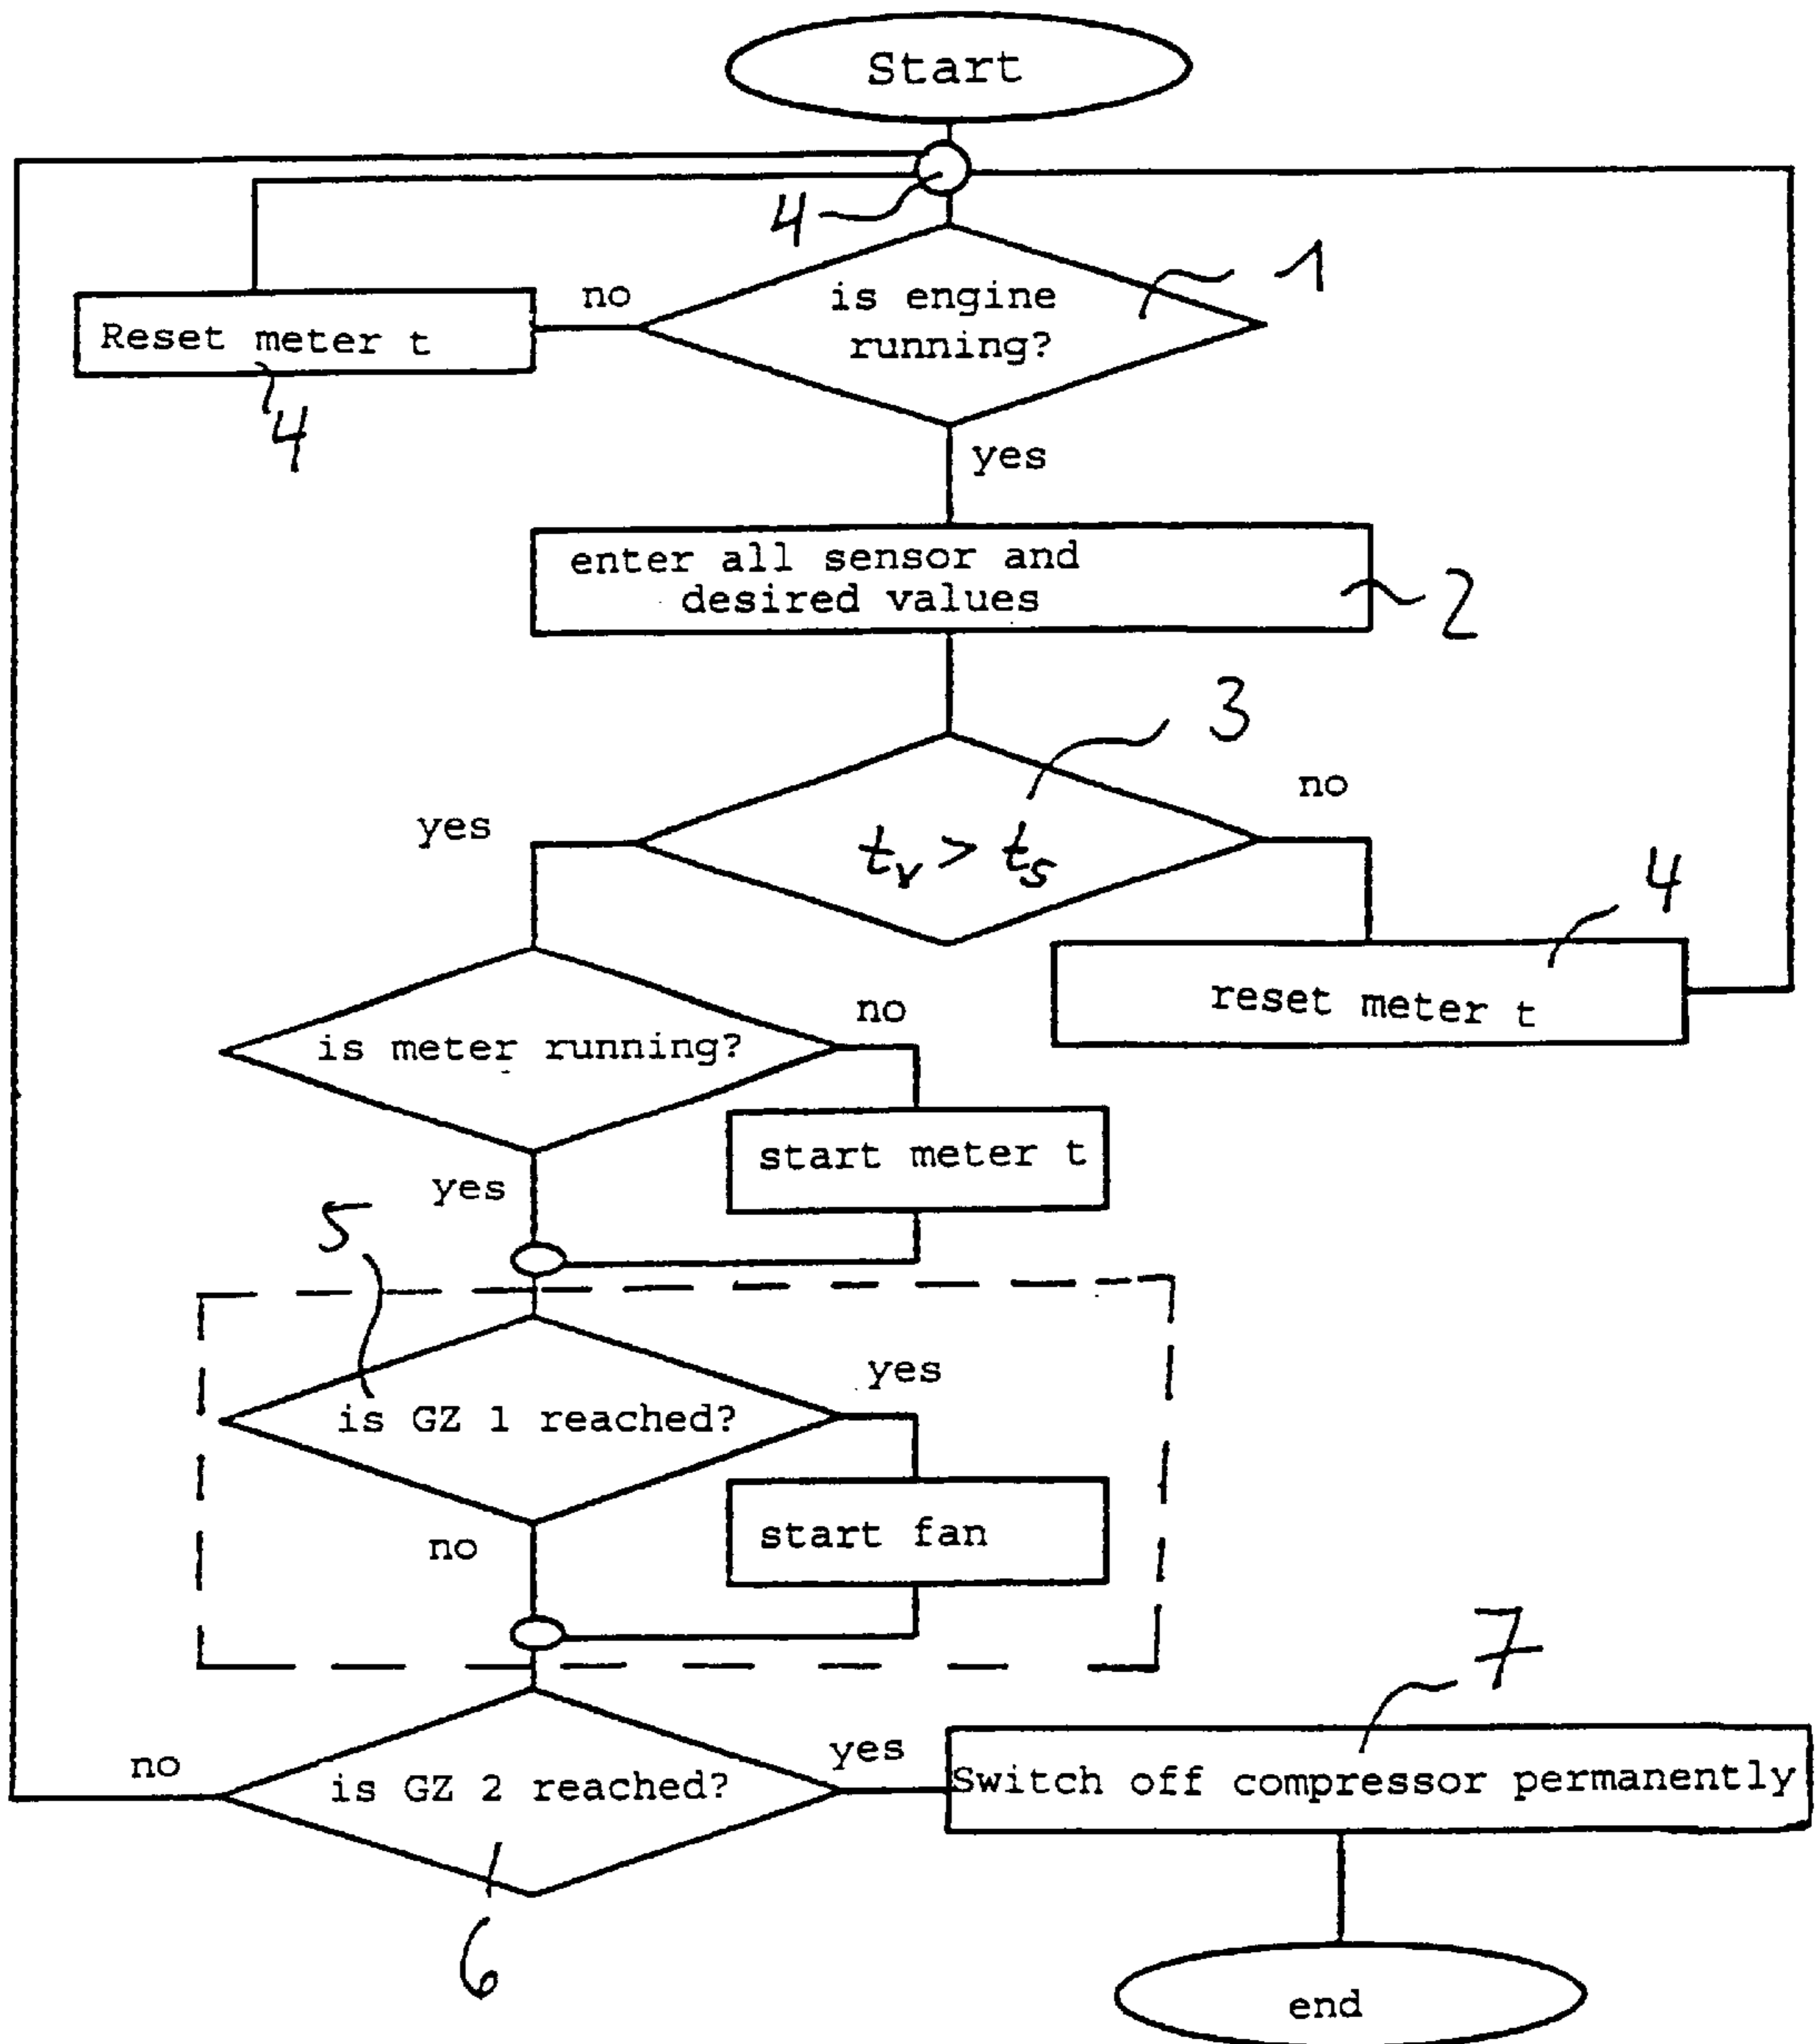 Start
4
1
no
is engine
running?
Reset meter t
4
yes
enter all sensor and
desired values
2
3
no
yes
tv > ts
4
reset meter t
no
is meter running?
start meter t
yes
5
yes
is GZ 1 reached?
start fan
no
7
no
yes
is GZ 2 reached?
Switch off compressor permanently
6
end